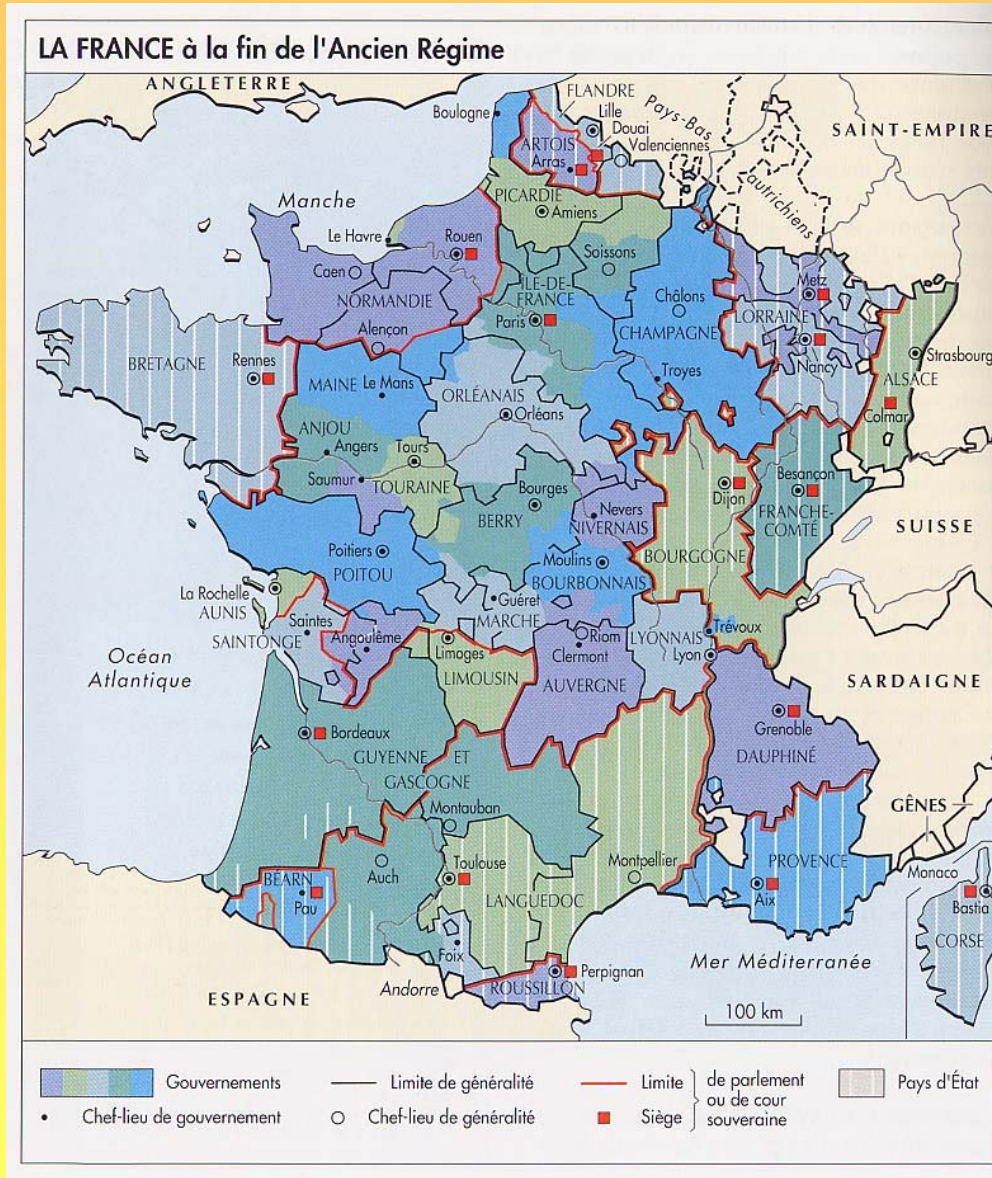 LA FRANCE à la fin de l'Ancien Régime
ANGLETERRE
FLANDRE
Lille
Boulogne
Douai
Pays-Bas
Valenciennes
SAINT-EMPIRE
ARTOIS
Arras
autrichiens
PICARDIE
Amiens
Manche
Le Havre
Rouen
Soissons
Caen
ÎLE-DE-
FRANCE
Metz
NORMANDIE
Châlons
LORRAINE
Paris
CHAMPAGNE
Alençon
Nancy
Strasbourg
BRETAGNE
Rennes
MAINE
Le Mans
Troyes
ALSACE
ORLÉANAIS
Orléans
Colmar
ANJOU
Angers
Tours
Besançon
Saumur
TOURAINE
Bourges
Dijon
FRANCHE-
COMTÉ
BERRY
Nevers
NIVERNAIS
SUISSE
BOURGOGNE
Poitiers
POITOU
Moulins
BOURBONNAIS
La Rochelle
AUNIS
Guéret
MARCHE
Saintes
SAINTONGE
Trévoux
Angoulême
Riom
LYONNAIS
Limoges
Clermont
Lyon
Océan
Atlantique
LIMOUSIN
AUVERGNE
SARDAIGNE
Grenoble
DAUPHINÉ
Bordeaux
GUYENNE ET
GASCOGNE
Montauban
GÊNES
Auch
Toulouse
Montpellier
PROVENCE
Monaco
BÉARN
Pau
LANGUEDOC
Aix
Bastia
Foix
CORSE
Mer Méditerranée
Perpignan
Andorre
ROUSSILLON
ESPAGNE
100 km
Gouvernements
Limite de généralité
Limite
de parlement
ou de cour
souveraine
Pays d'État
Chef-lieu de gouvernement
Chef-lieu de généralité
Siège